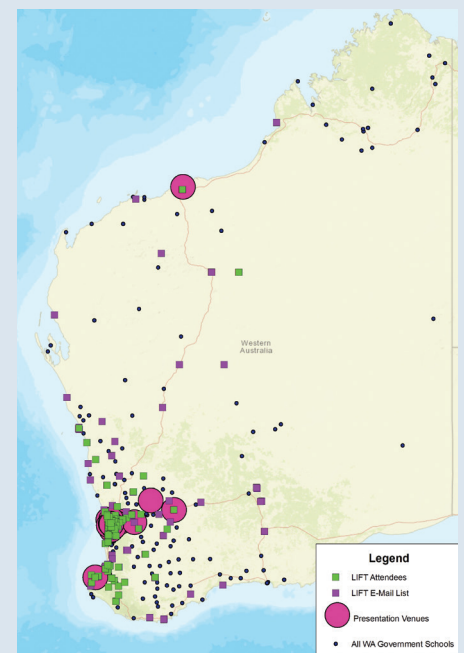 Western
Australia
Legend
LIFT Attendees
LIFT E-Mail List
Presentation Venues
All WA Government Schools